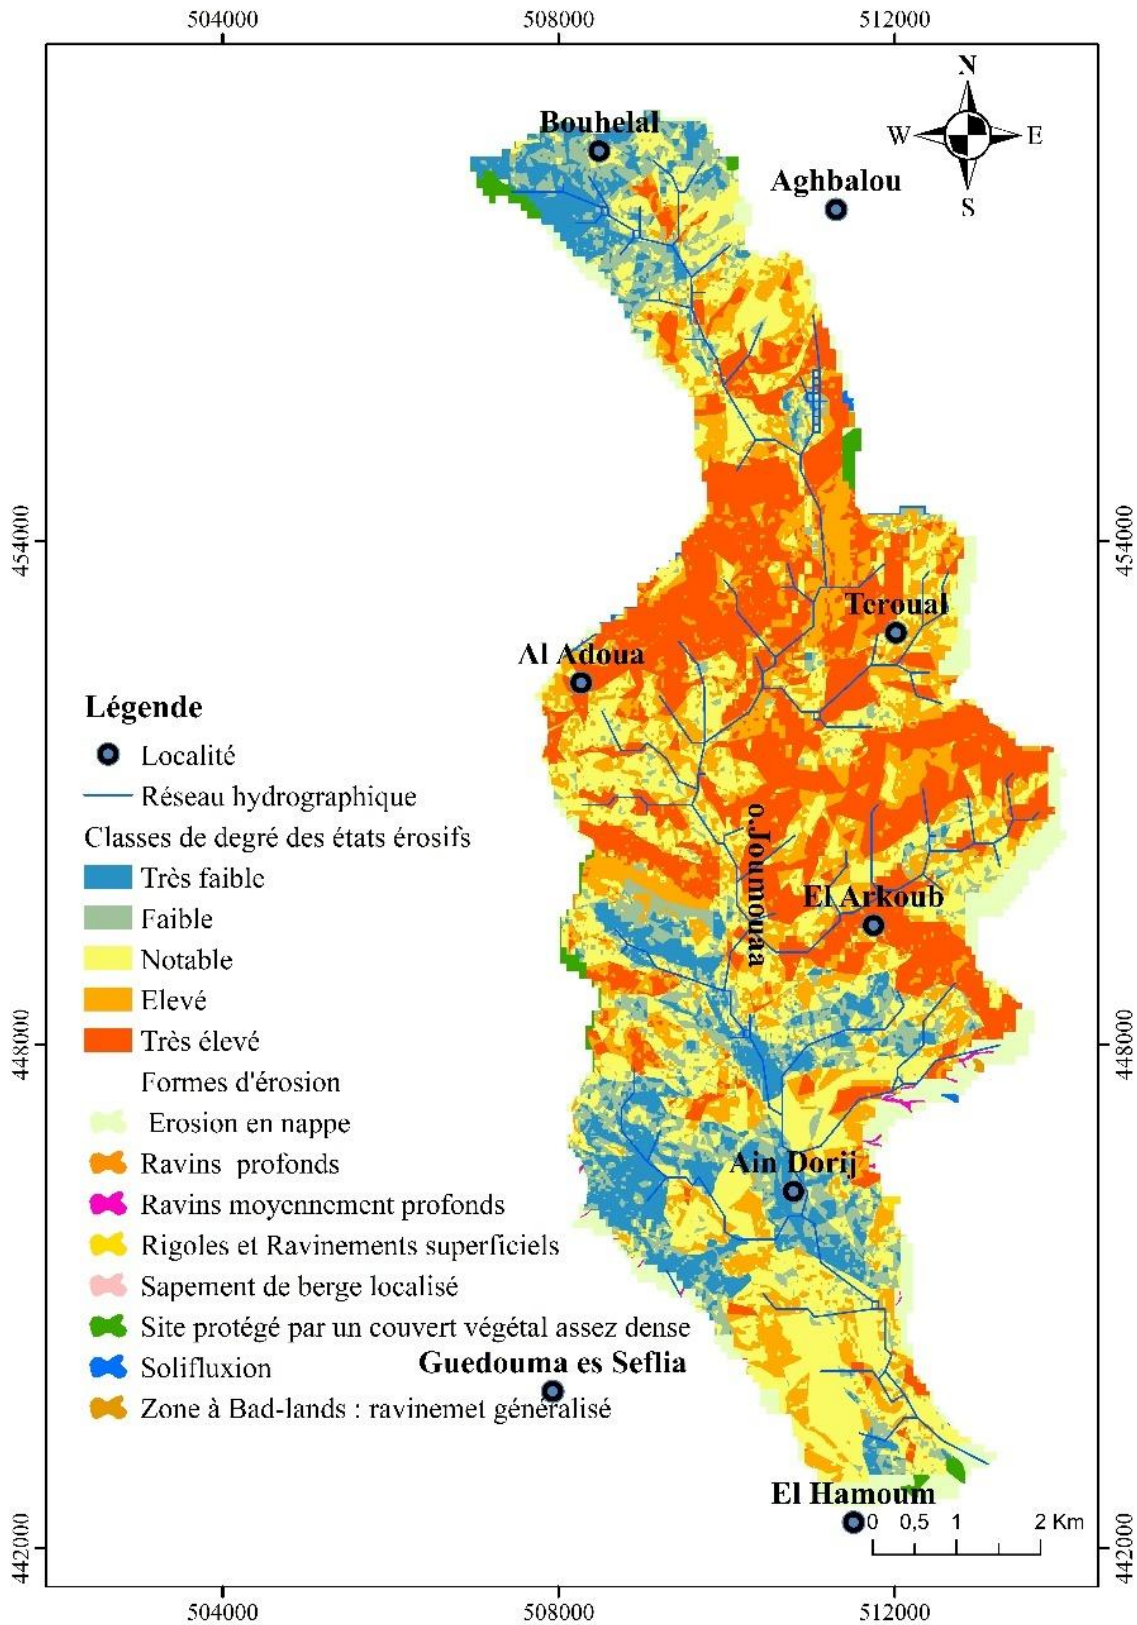 504000 508000 512000
N
Bouhelal
W E
Aghbalou
S
454000 454000
Teroual
Al Adoua
Légende
Localité
Réseau hydrographique
o.Joumouaa
Classes de degré des états érosifs
Très faible
El Arkoub
Faible
Notable
Elevé
Très élevé
448000 448000
Formes d'érosion
Erosion en nappe
Ravins profonds
Ain Dorij
Ravins moyennement profonds
Rigoles et Ravinements superficiels
Sapement de berge localisé
Site protégé par un couvert végétal assez dense
Solifluxion
Guedouma es Seflia
Zone à Bad-lands : ravinemet généralisé
El Hamoum
0 0,5 1 2 Km
442000 442000
504000 508000 512000